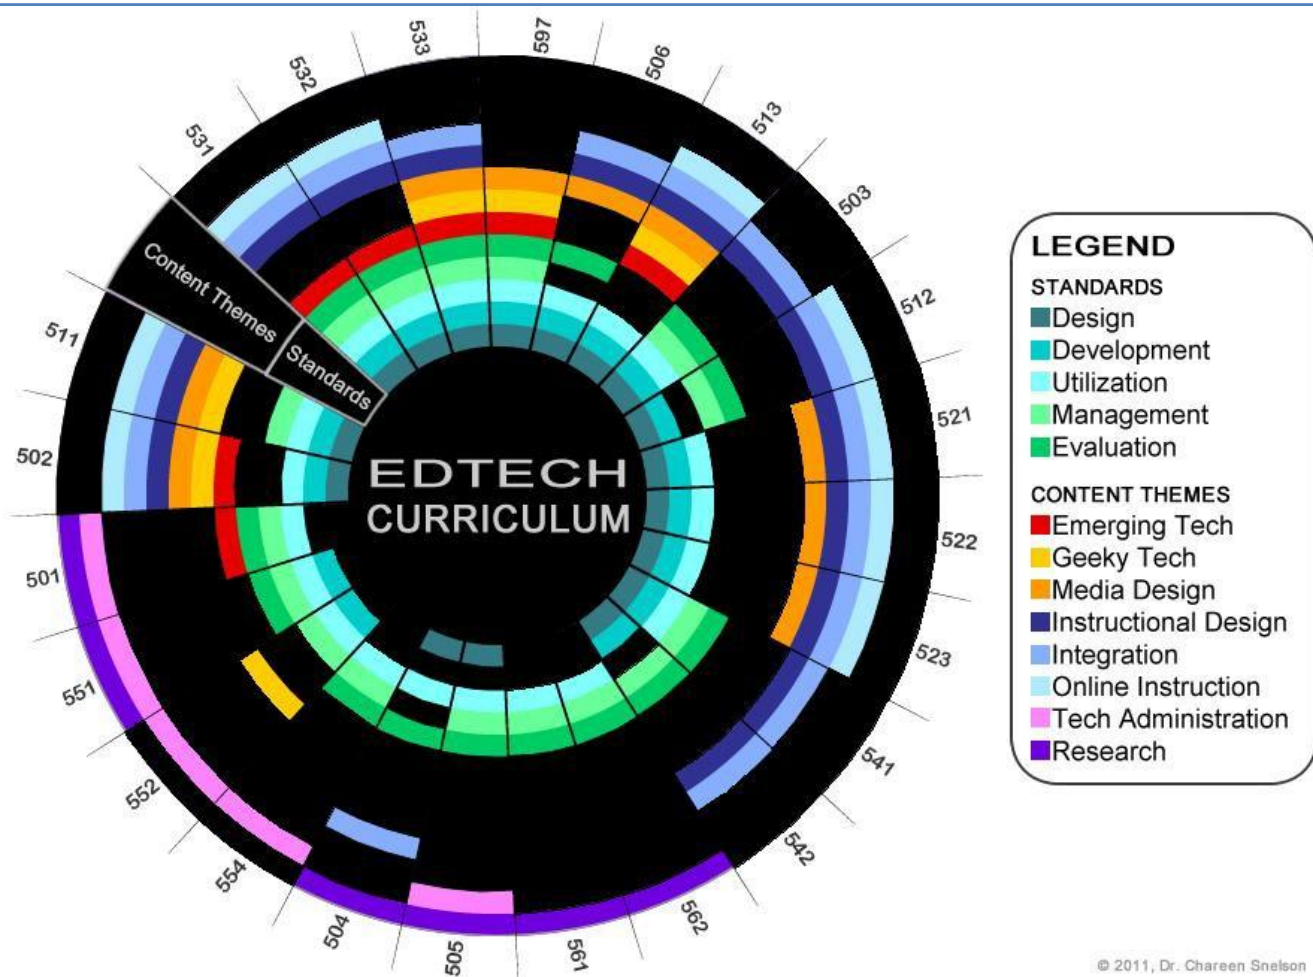 533
597
506
513
503
512
521
522
523
541
542
562
561
505
504
554
552
551
501
502
511
531
532
Content Themes
Standards
EDTECH
CURRICULUM
LEGEND
STANDARDS
Design
Development
Utilization
Management
Evaluation
CONTENT THEMES
Emerging Tech
Geeky Tech
Media Design
Instructional Design
Integration
Online Instruction
Tech Administration
Research
© 2011, Dr. Chareen Snelson